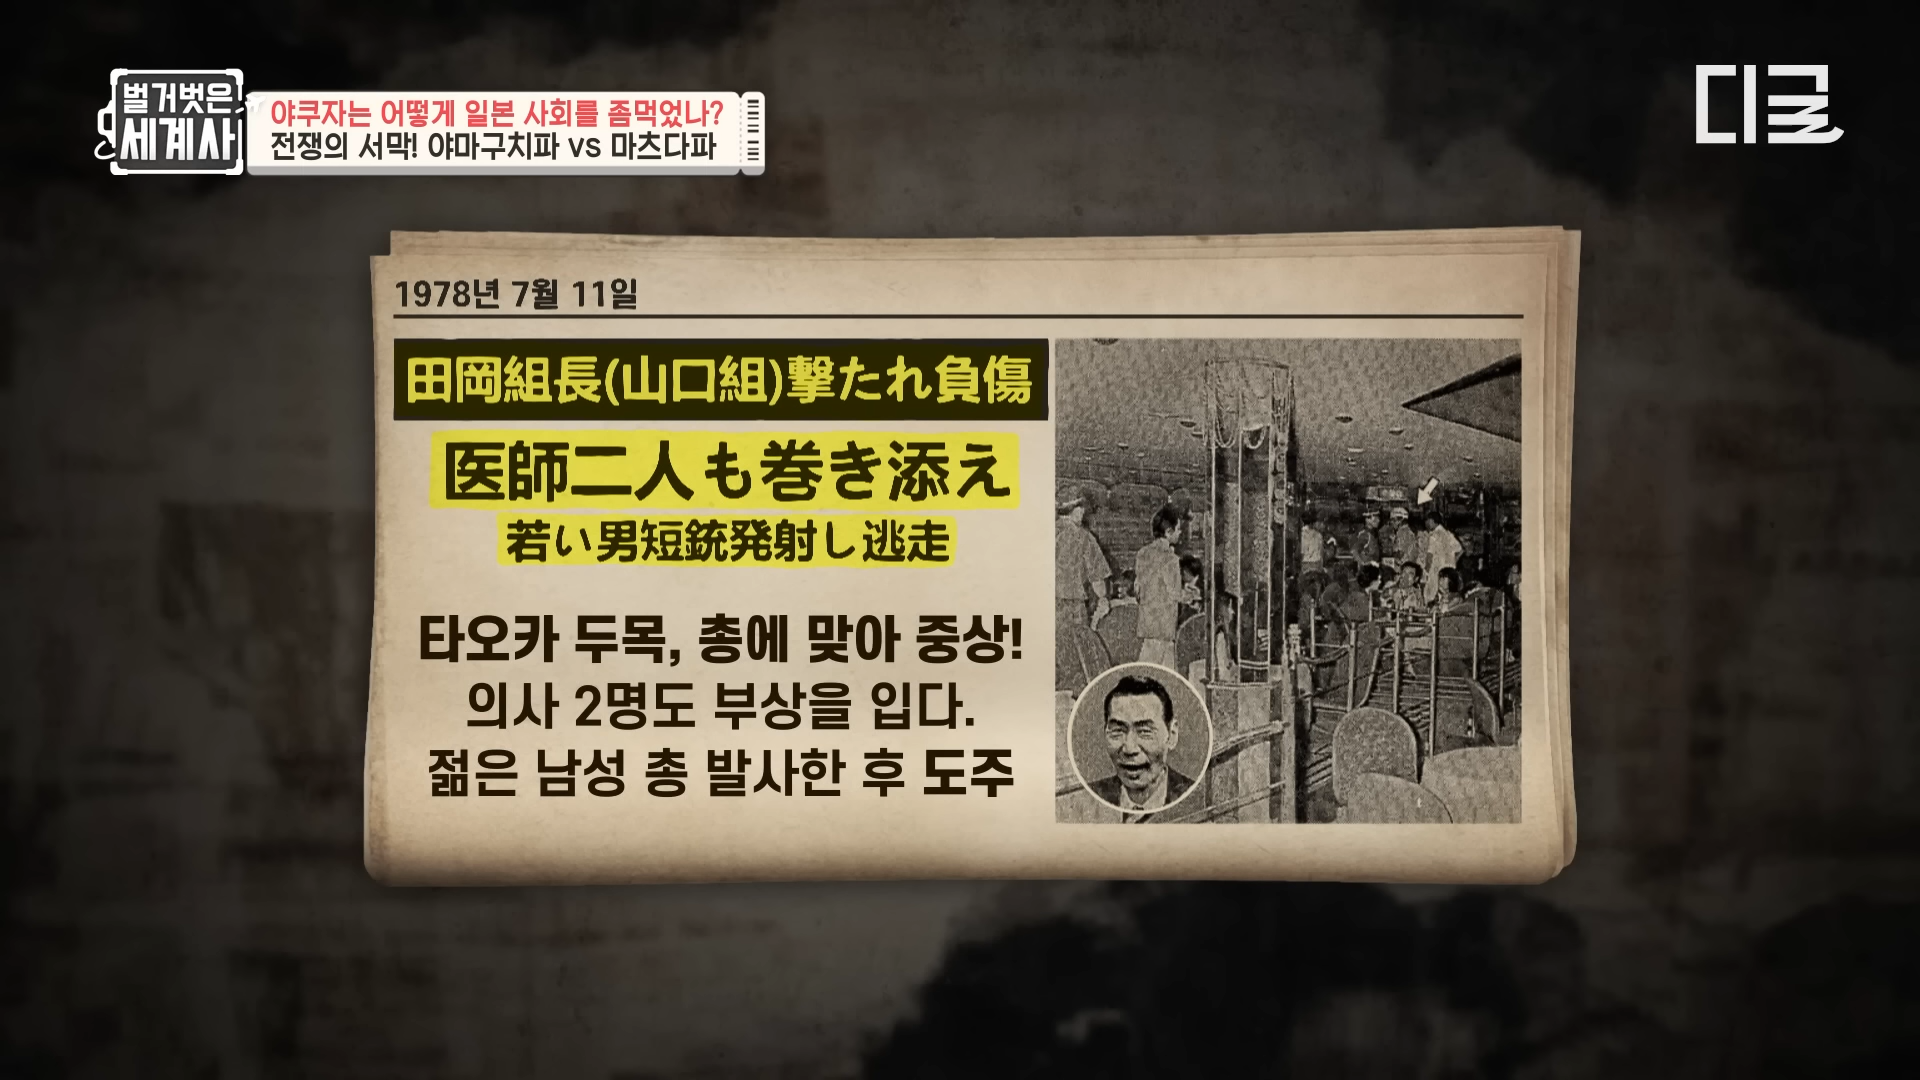 벌거벗은
세계사
야쿠자는 어떻게 일본 사회를 좀먹었나?
전쟁의 서막! 야마구치파 vs 마츠다파
디글
1978년 7월 11일
田岡組長(山口組)撃たれ負傷
医師二人も巻き添え
若い男短銃発射し逃走
타오카 두목, 총에 맞아 중상!
의사 2명도 부상을 입다.
젊은 남성 총 발사한 후 도주